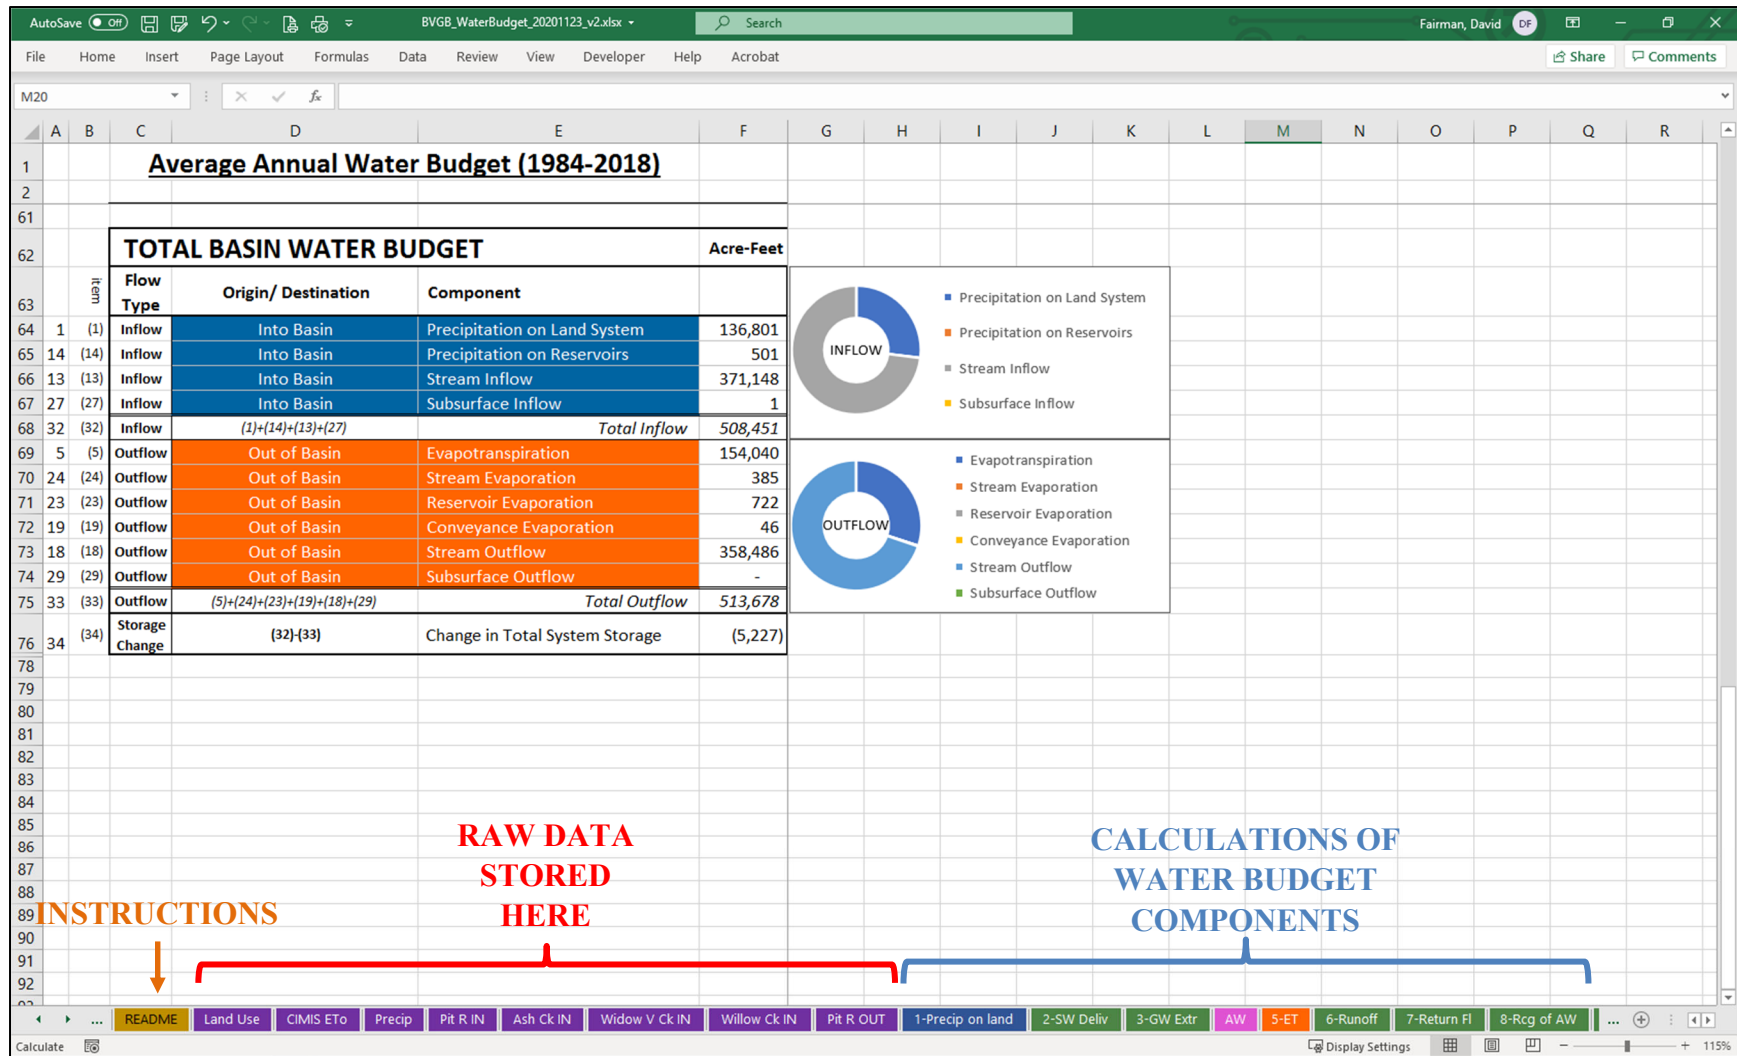 AutoSave Off BVGB_WaterBudget_20201123_v2.xlsx Search Fairman, David DF
File Home Insert Page Layout Formulas Data Review View Developer Help Acrobat Share Comments
M20 fx
A B C D E F G H I J K L M N O P Q R
1 Average Annual Water Budget (1984-2018)
2
61
62 TOTAL BASIN WATER BUDGET Acre-Feet
63 item Flow Type Origin/ Destination Component
64 1 (1) Inflow Into Basin Precipitation on Land System 136,801
65 14 (14) Inflow Into Basin Precipitation on Reservoirs 501
66 13 (13) Inflow Into Basin Stream Inflow 371,148
67 27 (27) Inflow Into Basin Subsurface Inflow 1
68 32 (32) Inflow (1)+(14)+(13)+(27) Total Inflow 508,451
69 5 (5) Outflow Out of Basin Evapotranspiration 154,040
70 24 (24) Outflow Out of Basin Stream Evaporation 385
71 23 (23) Outflow Out of Basin Reservoir Evaporation 722
72 19 (19) Outflow Out of Basin Conveyance Evaporation 46
73 18 (18) Outflow Out of Basin Stream Outflow 358,486
74 29 (29) Outflow Out of Basin Subsurface Outflow -
75 33 (33) Outflow (5)+(24)+(23)+(19)+(18)+(29) Total Outflow 513,678
76 34 (34) Storage Change (32)-(33) Change in Total System Storage (5,227)
INFLOW
Precipitation on Land System
Precipitation on Reservoirs
Stream Inflow
Subsurface Inflow
OUTFLOW
Evapotranspiration
Stream Evaporation
Reservoir Evaporation
Conveyance Evaporation
Stream Outflow
Subsurface Outflow
78
79
80
81
82
83
84
85
86
87
88
89
90
91
92
INSTRUCTIONS
RAW DATA
STORED
HERE
CALCULATIONS OF
WATER BUDGET
COMPONENTS
... README Land Use CIMIS ETo Precip Pit R IN Ash Ck IN Widow V Ck IN Willow Ck IN Pit R OUT 1-Precip on land 2-SW Deliv 3-GW Extr AW 5-ET 6-Runoff 7-Return Fl 8-Rcg of AW ...
Calculate Display Settings 115%